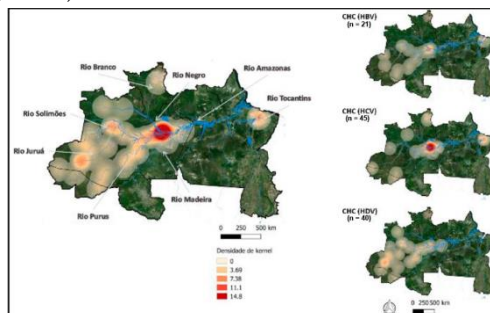 Rio Branco
Rio Negro
Rio Amazonas
Rio Tocantins
Rio Solimões
Rio Juruá
Rio Purus
Rio Madeira
0 250 500 km
Densidade de kernel
0
3.69
7.38
11.1
14.8
CHC (HBV)
(n = 21)
CHC (HCV)
(n = 45)
CHC (HDV)
(n = 40)
0 250 500 km